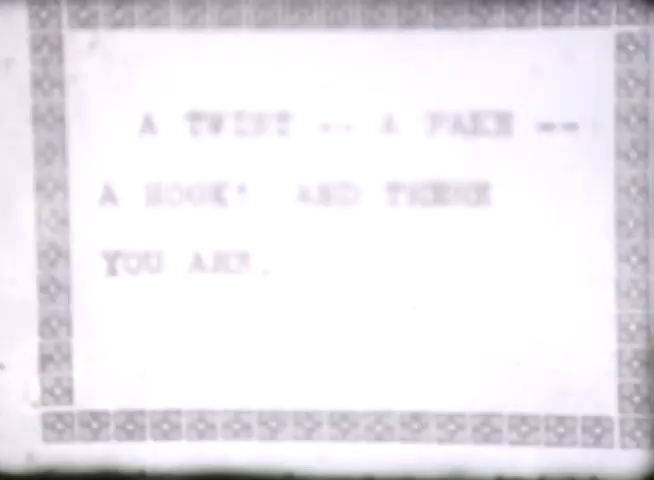 A TWIST -- A FAKE --
A HOOK! AND THERE
YOU ARE.